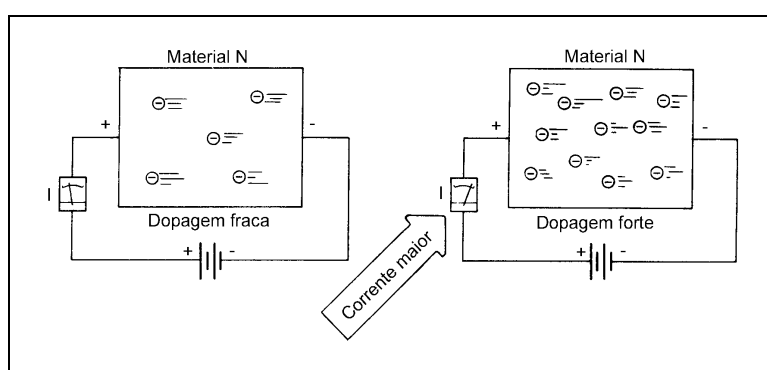 Material N
+ -
I
Dopagem fraca
+ -
Material N
+ -
I
Dopagem forte
+ -
Corrente maior